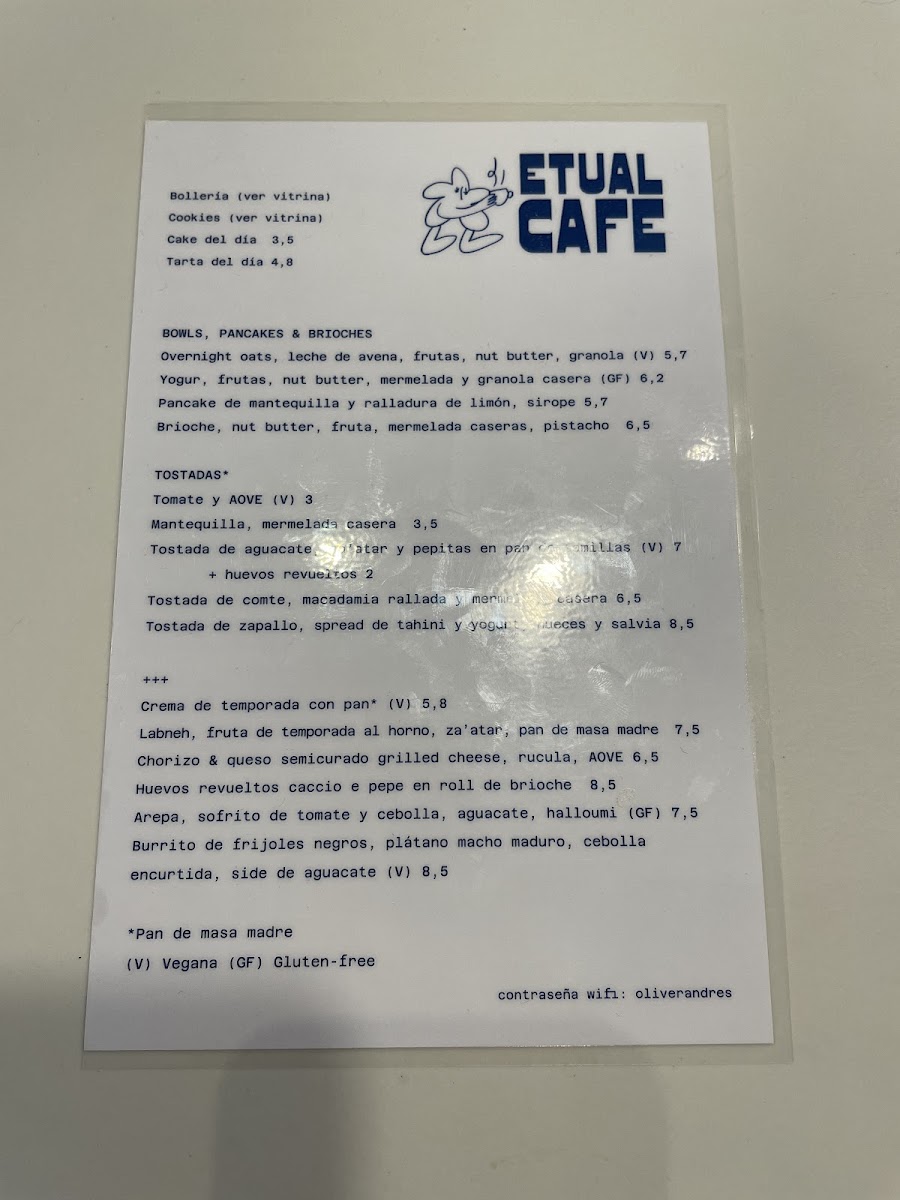 ETUAL
CAFE
Bollería (ver vitrina)
Cookies (ver vitrina)
Cake del día 3,5
Tarta del día 4,8
BOWLS, PANCAKES & BRIOCHES
Overnight oats, leche de avena, frutas, nut butter, granola (V) 5,7
Yogur, frutas, nut butter, mermelada y granola casera (GF) 6,2
Pancake de mantequilla y ralladura de limón, sirope 5,7
Brioche, nut butter, fruta, mermelada caseras, pistacho 6,5
TOSTADAS*
Tomate y AOVE (V) 3
Mantequilla, mermelada casera 3,5
Tostada de aguacate, za'atar y pepitas en pan de semillas (V) 7
+ huevos revueltos 2
Tostada de comte, macadamia rallada y mermelada casera 6,5
Tostada de zapallo, spread de tahini y yogurt, nueces y salvia 8,5
+++
Crema de temporada con pan* (V) 5,8
Labneh, fruta de temporada al horno, za'atar, pan de masa madre 7,5
Chorizo & queso semicurado grilled cheese, rucula, AOVE 6,5
Huevos revueltos caccio e pepe en roll de brioche 8,5
Arepa, sofrito de tomate y cebolla, aguacate, halloumi (GF) 7,5
Burrito de frijoles negros, plátano macho maduro, cebolla
encurtida, side de aguacate (V) 8,5
*Pan de masa madre
(V) Vegana (GF) Gluten-free
contraseña wifi: oliverandres